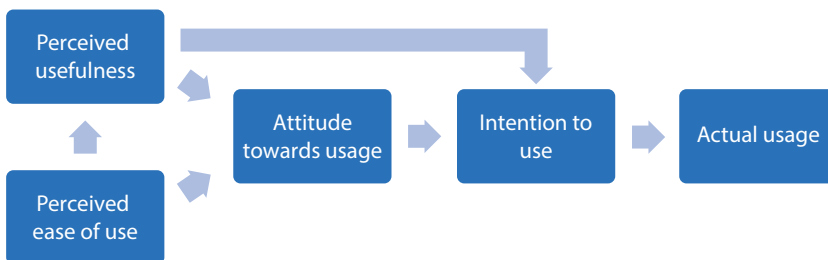 Perceived
usefulness
Perceived
ease of use
Attitude
towards usage
Intention to
use
Actual usage